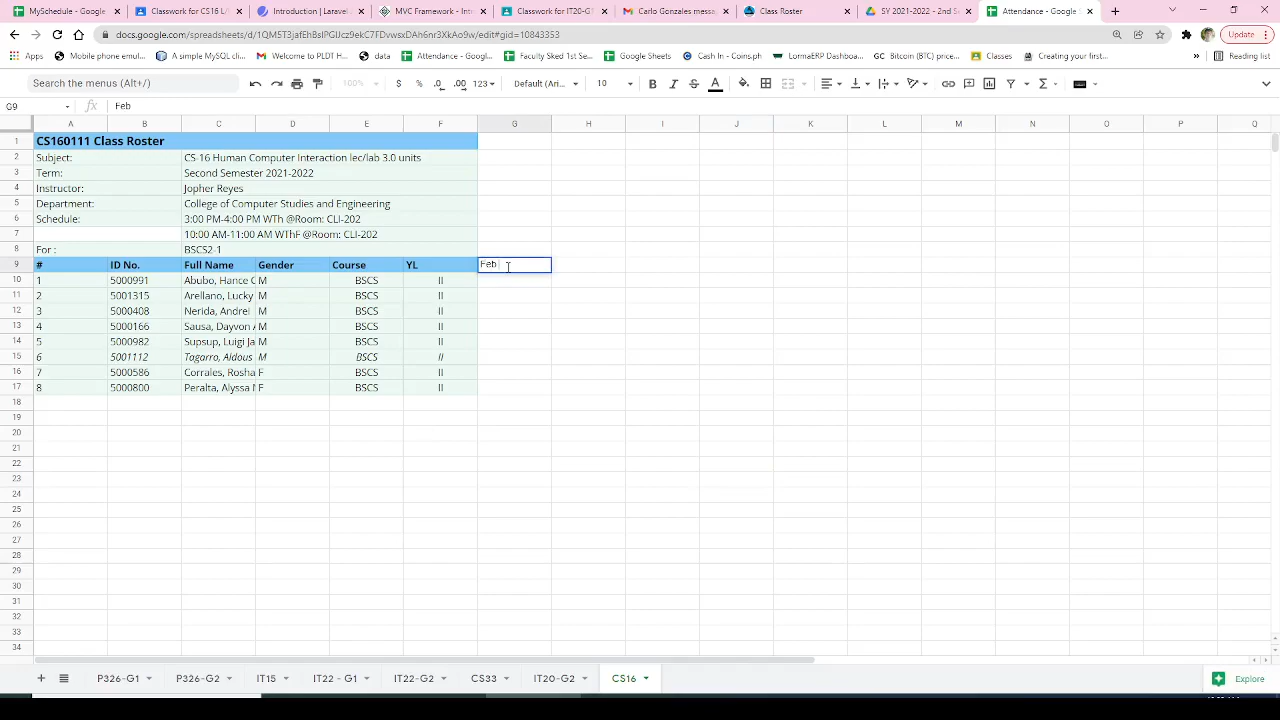 MySchedule - Google
Classwork for CS16 L/
Introduction | Laravel
MVC Framework - Int
Classwork for IT20-G1
Carlo Gonzales messa
Class Roster
SY 2021-2022 - 2nd S
Attendance - Google S
docs.google.com/spreadsheets/d/1QM5T3jtIhBsIPGUcz9ekC7FDvwsxDAh6nr3XkAo9w/edit#gid=10843353
Update
Apps
Mobile phone emul...
A simple MySQL cli...
Welcome to PLDT H...
data
Attendance - Googl...
Faculty Sked 1st Se...
Google Sheets
Cash In - Coins.ph
LormaERP Dashboa...
Bitcoin (BTC) price...
Classes
Creating your first...
»
Reading list
Search the menus (Alt+/)
100%
$ % .0 .00 123
Default (Ari...
10
B I S A
G9
fx
Feb
A B C D E F G H I J K L M N O P Q
1 CS160111 Class Roster
2 Subject: CS-16 Human Computer Interaction lec/lab 3.0 units
3 Term: Second Semester 2021-2022
4 Instructor: Jopher Reyes
5 Department: College of Computer Studies and Engineering
6 Schedule: 3:00 PM-4:00 PM WTh @Room: CLI-202
7 10:00 AM-11:00 AM WThF @Room: CLI-202
8 For : BSCS2-1
9 # ID No. Full Name Gender Course YL Feb
10 1 5000991 Abubo, Hance M BSCS II
11 2 5001315 Arellano, Lucky M BSCS II
12 3 5000408 Nerida, Andrei M BSCS II
13 4 5000166 Sausa, Dayvon M BSCS II
14 5 5000982 Supsup, Luigi Ja M BSCS II
15 6 5001112 Tagarro, Aldous M BSCS II
16 7 5000586 Corrales, Rosha F BSCS II
17 8 5000800 Peralta, Alyssa F BSCS II
18
19
20
21
22
23
24
25
26
27
28
29
30
31
32
33
34
P326-G1
P326-G2
IT15
IT22 - G1
IT22-G2
CS33
IT20-G2
CS16
Explore